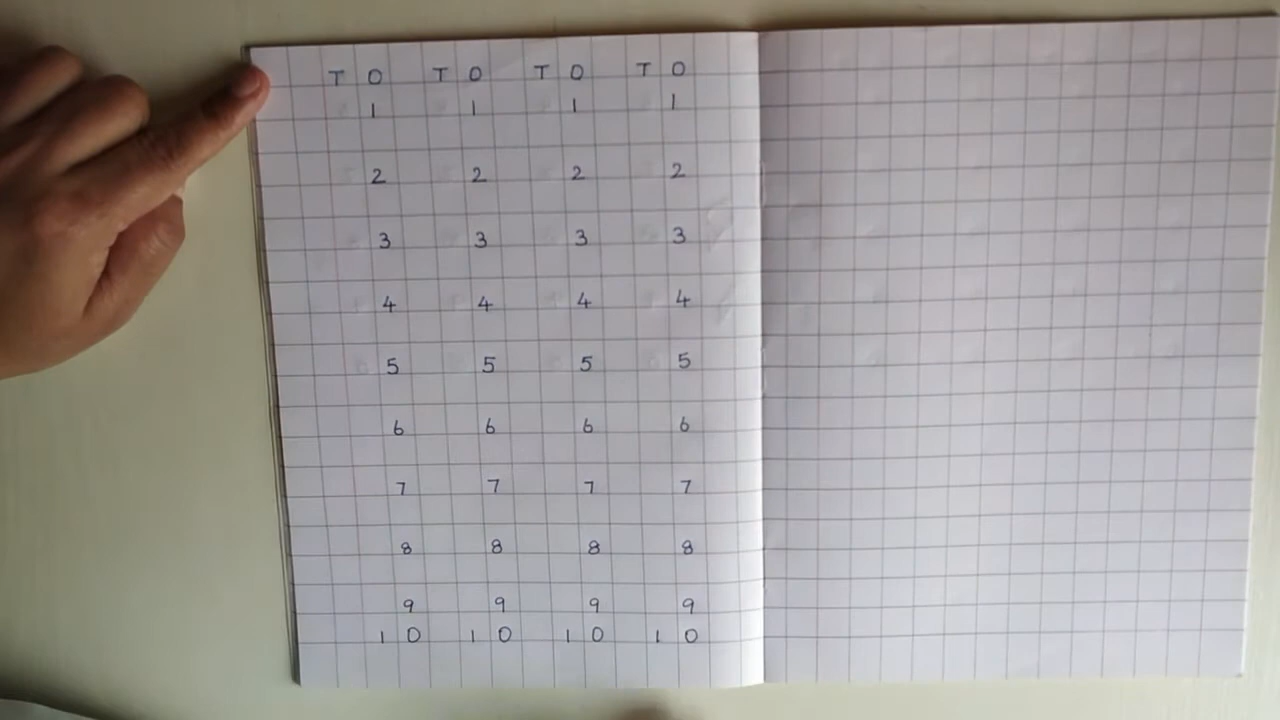 T O T O T O T O
1 1 1 1
2 2 2 2
3 3 3 3
4 4 4 4
5 5 5 5
6 6 6 6
7 7 7 7
8 8 8 8
9 9 9 9
1 0 1 0 1 0 1 0